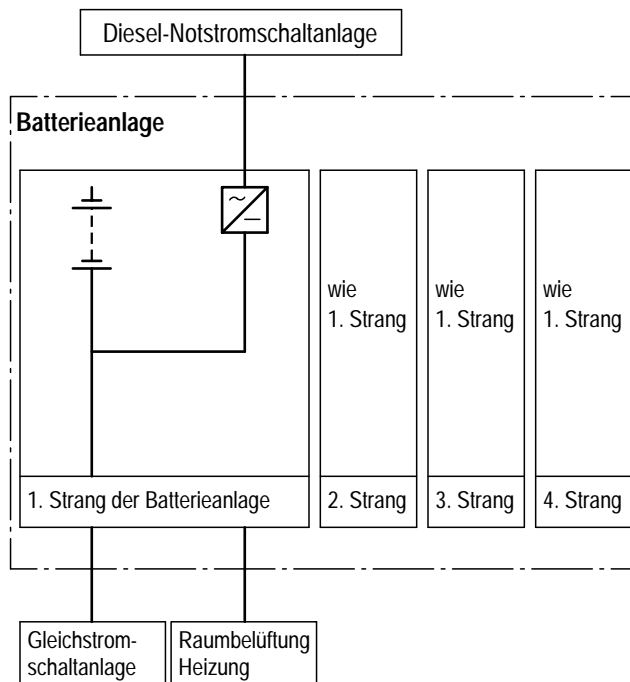 Diesel-Notstromschaltanlage
Batterieanlage
wie
1. Strang
wie
1. Strang
wie
1. Strang
1. Strang der Batterieanlage
2. Strang
3. Strang
4. Strang
Gleichstrom-
schaltanlage
Raumbelüftung
Heizung